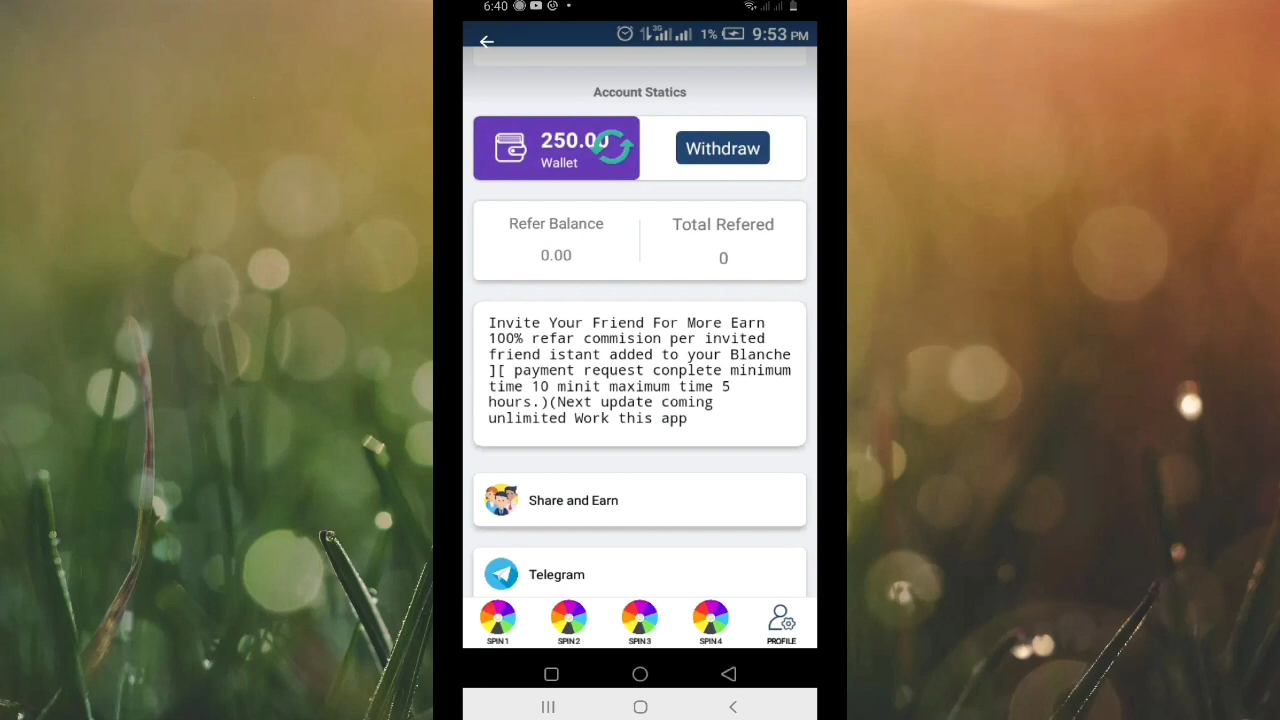 6:40
1% 9:53 PM
Account Statics
250.00
Wallet
Withdraw
Refer Balance
Total Refered
0.00
0
Invite Your Friend For More Earn
100% refar commision per invited
friend istant added to your Blanche
][ payment request conplete minimum
time 10 minit maximum time 5
hours.)(Next update coming
unlimited Work this app
Share and Earn
Telegram
SPIN 1
SPIN 2
SPIN 3
SPIN 4
PROFILE